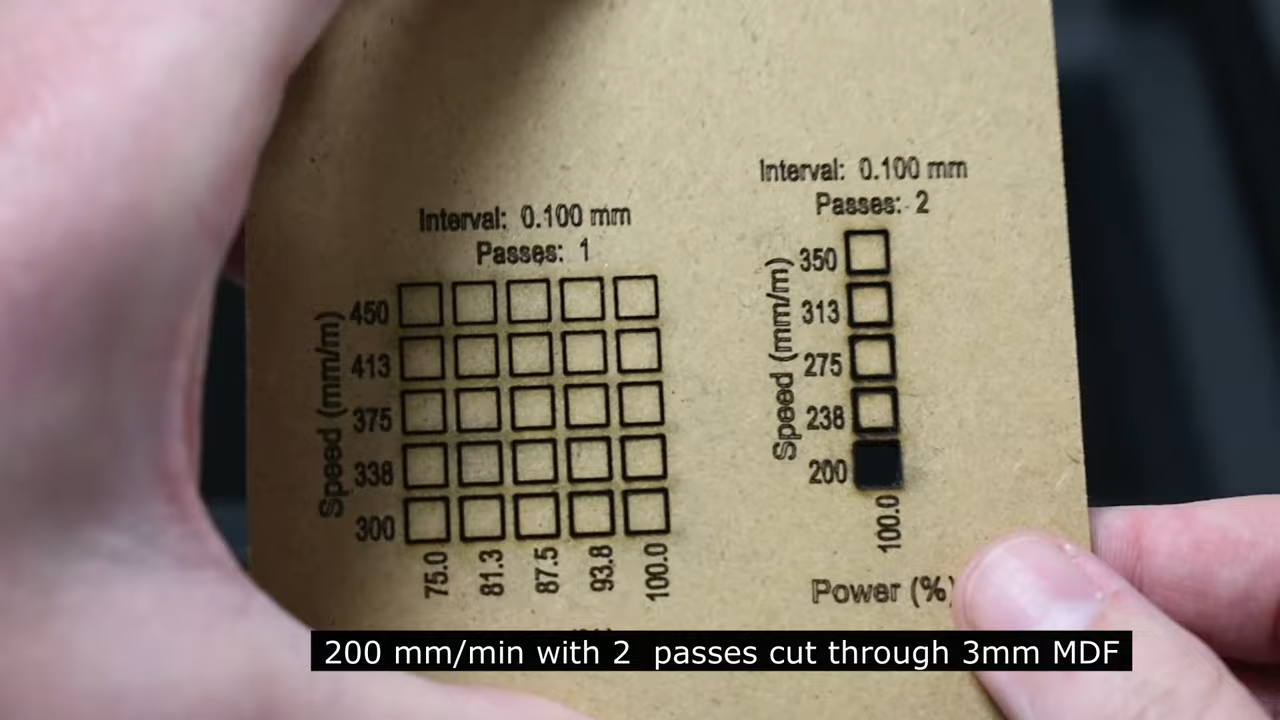 Interval: 0.100 mm
Passes: 1
Speed (mm/m)
450
413
375
338
300
75.0 81.3 87.5 93.8 100.0
Interval: 0.100 mm
Passes: 2
Speed (mm/m)
350
313
275
238
200
100.0
Power (%)
200 mm/min with 2 passes cut through 3mm MDF